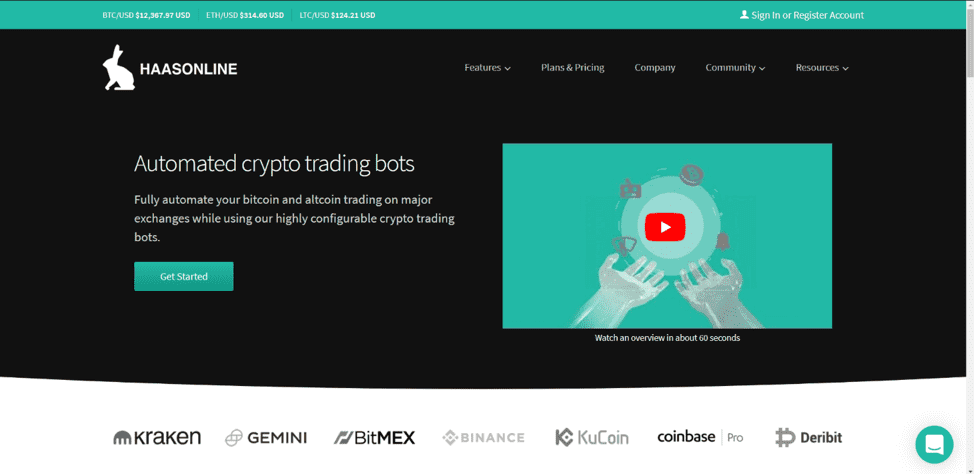 BTC/USD $12,367.97 USD ETH/USD $314.60 USD LTC/USD $124.21 USD Sign In or Register Account
HAASONLINE Features Plans & Pricing Company Community Resources
Automated crypto trading bots
Fully automate your bitcoin and altcoin trading on major
exchanges while using our highly configurable crypto trading
bots.
Get Started
Watch an overview in about 60 seconds
kraken GEMINI BitMEX BINANCE KuCoin coinbase Pro Deribit